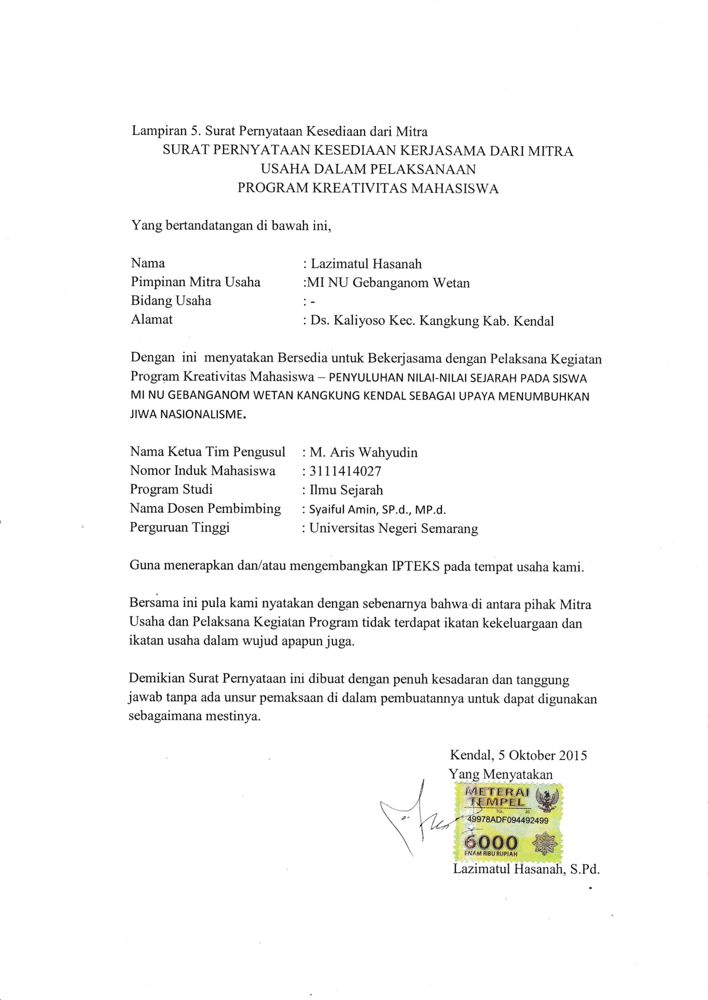 Lampiran 5. Surat Pernyataan Kesediaan dari Mitra
SURAT PERNYATAAN KESEDIAAN KERJASAMA DARI MITRA
USAHA DALAM PELAKSANAAN
PROGRAM KREATIVITAS MAHASISWA
Yang bertandatangan di bawah ini,
Nama : Lazimatul Hasanah
Pimpinan Mitra Usaha :MI NU Gebanganom Wetan
Bidang Usaha : -
Alamat : Ds. Kaliyoso Kec. Kangkung Kab. Kendal
Dengan ini menyatakan Bersedia untuk Bekerjasama dengan Pelaksana Kegiatan
Program Kreativitas Mahasiswa – PENYULUHAN NILAI-NILAI SEJARAH PADA SISWA
MI NU GEBANGANOM WETAN KANGKUNG KENDAL SEBAGAI UPAYA MENUMBUHKAN
JIWA NASIONALISME.
Nama Ketua Tim Pengusul : M. Aris Wahyudin
Nomor Induk Mahasiswa : 3111414027
Program Studi : Ilmu Sejarah
Nama Dosen Pembimbing : Syaiful Amin, SP.d., MP.d.
Perguruan Tinggi : Universitas Negeri Semarang
Guna menerapkan dan/atau mengembangkan IPTEKS pada tempat usaha kami.
Bersama ini pula kami nyatakan dengan sebenarnya bahwa di antara pihak Mitra
Usaha dan Pelaksana Kegiatan Program tidak terdapat ikatan kekeluargaan dan
ikatan usaha dalam wujud apapun juga.
Demikian Surat Pernyataan ini dibuat dengan penuh kesadaran dan tanggung
jawab tanpa ada unsur pemaksaan di dalam pembuatannya untuk dapat digunakan
sebagaimana mestinya.
Kendal, 5 Oktober 2015
Yang Menyatakan
METERAI
TEMPEL
TGL. 20
49978ADF094492499
6000
ENAM RIBU RUPIAH
Lazimatul Hasanah, S.Pd.